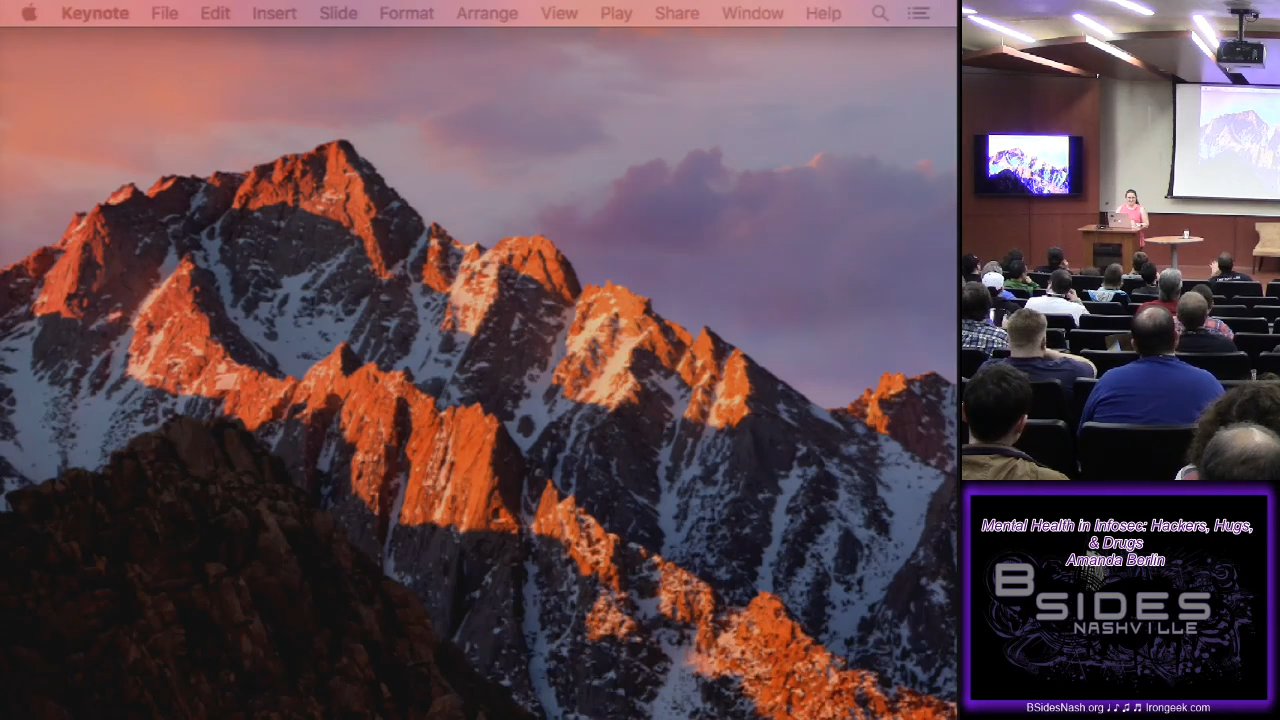 Keynote File Edit Insert Slide Format Arrange View Play Share Window Help
Mental Health in Infosec: Hackers, Hugs,
& Drugs
Amanda Berlin
BSIDES
NASHVILLE
BSidesNash.org ♩♪♫♬ Irongeek.com